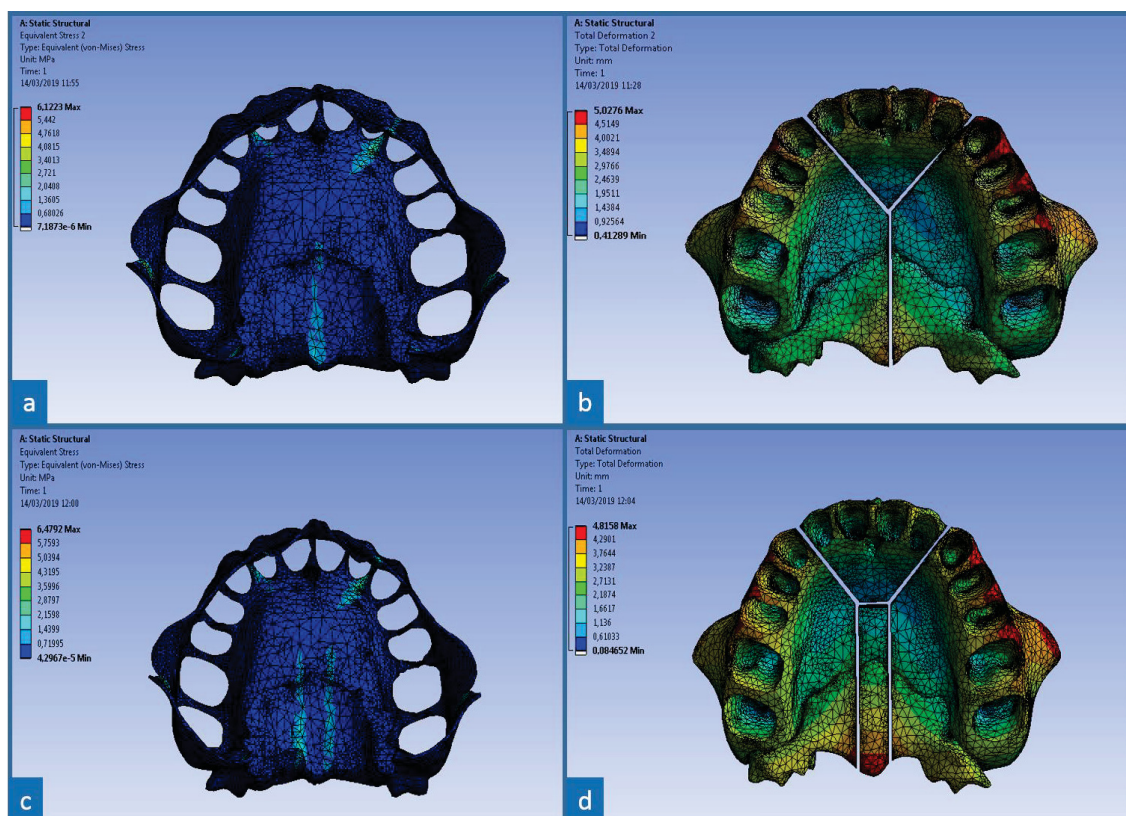 A: Static Structural
Equivalent Stress 2
Type: Equivalent (von-Mises) Stress
Unit: MPa
Time: 1
14/03/2019 11:55
6,1223 Max
5,442
4,7618
4,0815
3,4013
2,721
2,0408
1,3605
0,68026
7,1873e-6 Min
a
A: Static Structural
Total Deformation 2
Type: Total Deformation
Unit: mm
Time: 1
14/03/2019 11:28
5,0276 Max
4,5149
4,0021
3,4894
2,9766
2,4639
1,9511
1,4384
0,92564
0,41289 Min
b
A: Static Structural
Equivalent Stress
Type: Equivalent (von-Mises) Stress
Unit: MPa
Time: 1
14/03/2019 12:00
6,4792 Max
5,7593
5,0394
4,3195
3,5996
2,8797
2,1598
1,4399
0,71995
4,2967e-5 Min
c
A: Static Structural
Total Deformation
Type: Total Deformation
Unit: mm
Time: 1
14/03/2019 12:04
4,8158 Max
4,2901
3,7644
3,2387
2,7131
2,1874
1,6617
1,136
0,61033
0,084652 Min
d